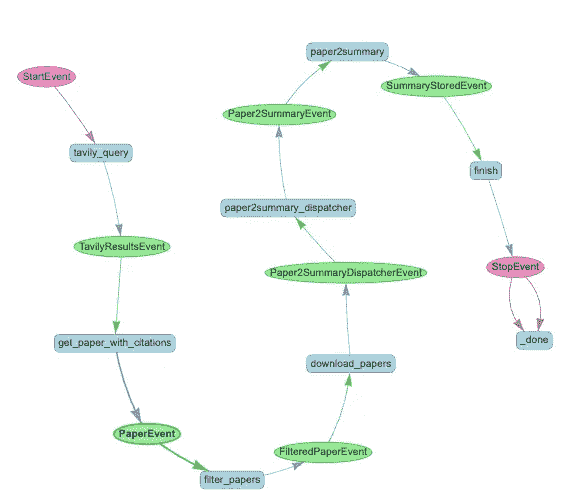 StartEvent
tavily_query
TavilyResultsEvent
get_paper_with_citations
PaperEvent
filter_papers
FilteredPaperEvent
download_papers
Paper2SummaryDispatcherEvent
paper2summary_dispatcher
Paper2SummaryEvent
paper2summary
SummaryStoredEvent
finish
StopEvent
_done